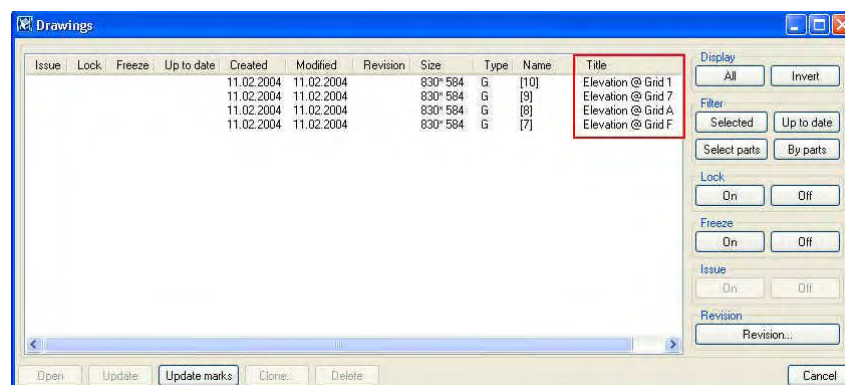 Drawings
Issue Lock Freeze Up to date Created Modified Revision Size Type Name Title
11.02.2004 11.02.2004 830* 584 G [10] Elevation @ Grid 1
11.02.2004 11.02.2004 830* 584 G [9] Elevation @ Grid 7
11.02.2004 11.02.2004 830* 584 G [8] Elevation @ Grid A
11.02.2004 11.02.2004 830* 584 G [7] Elevation @ Grid F
Display
All Invert
Filter
Selected Up to date
Select parts By parts
Lock
On Off
Freeze
On Off
Issue
On Off
Revision
Revision...
Open Update Update marks Clone... Delete Cancel